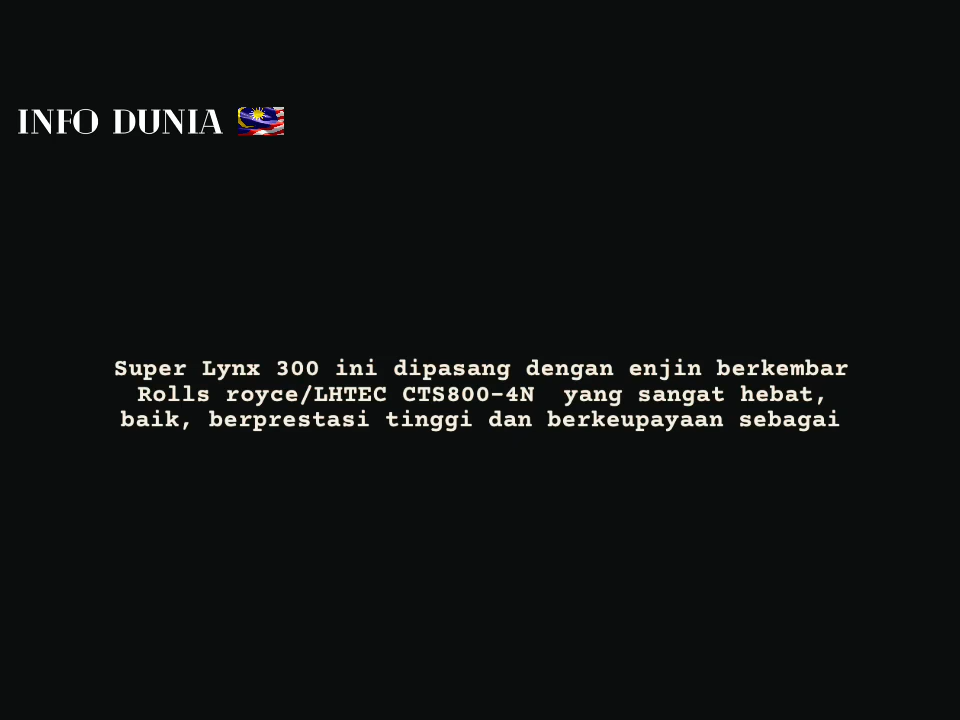 INFO DUNIA
Super Lynx 300 ini dipasang dengan enjin berkembar
Rolls royce/LHTEC CTS800-4N yang sangat hebat,
baik, berprestasi tinggi dan berkeupayaan sebagai